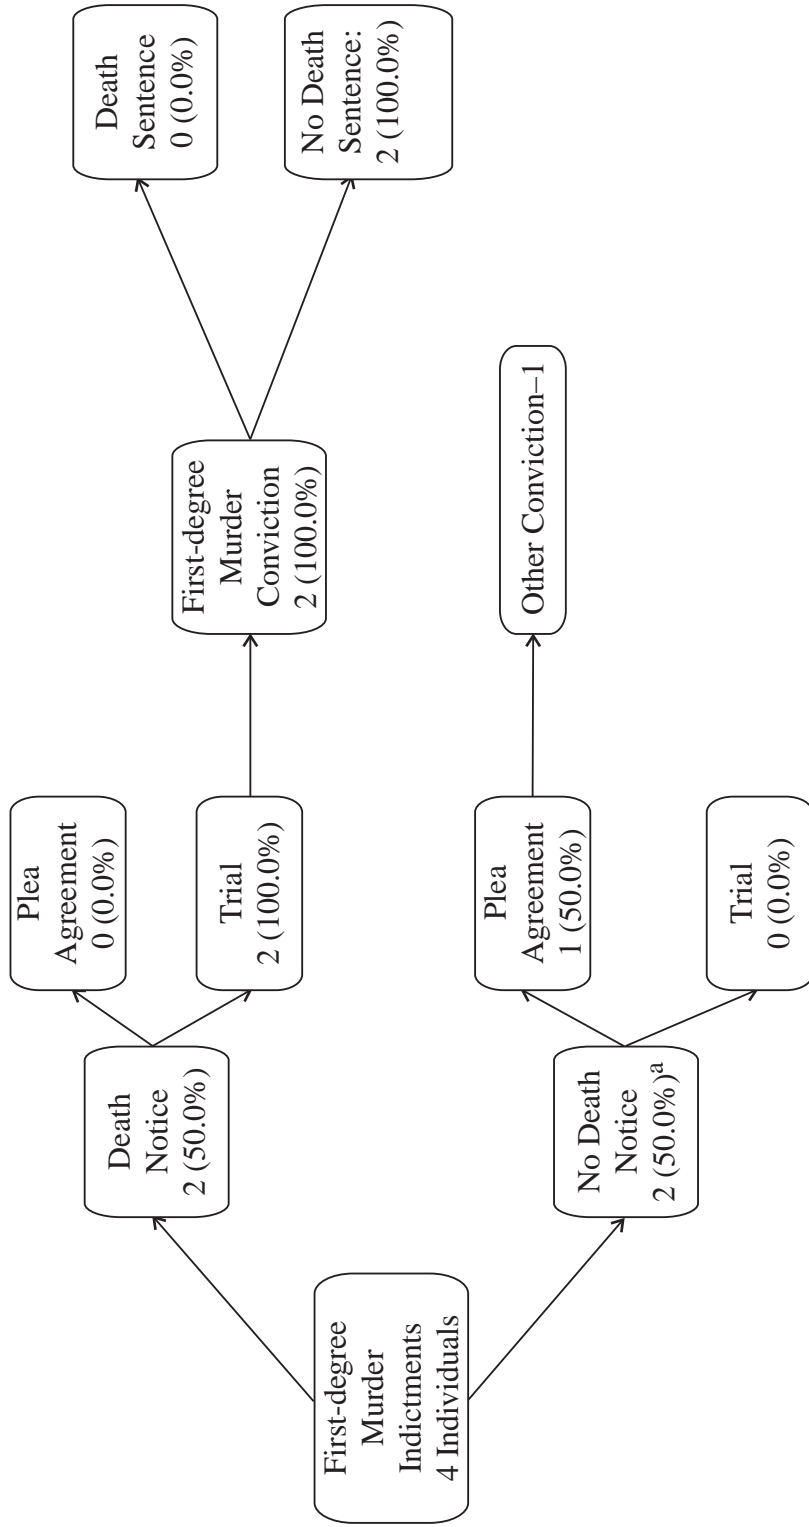 First-degree
Murder
Indictments
4 Individuals
Death
Notice
2 (50.0%)
No Death
Notice
2 (50.0%)ᵃ
Plea
Agreement
0 (0.0%)
Trial
2 (100.0%)
Plea
Agreement
1 (50.0%)
Trial
0 (0.0%)
First-degree
Murder
Conviction
2 (100.0%)
Other Conviction–1
Death
Sentence
0 (0.0%)
No Death
Sentence:
2 (100.0%)